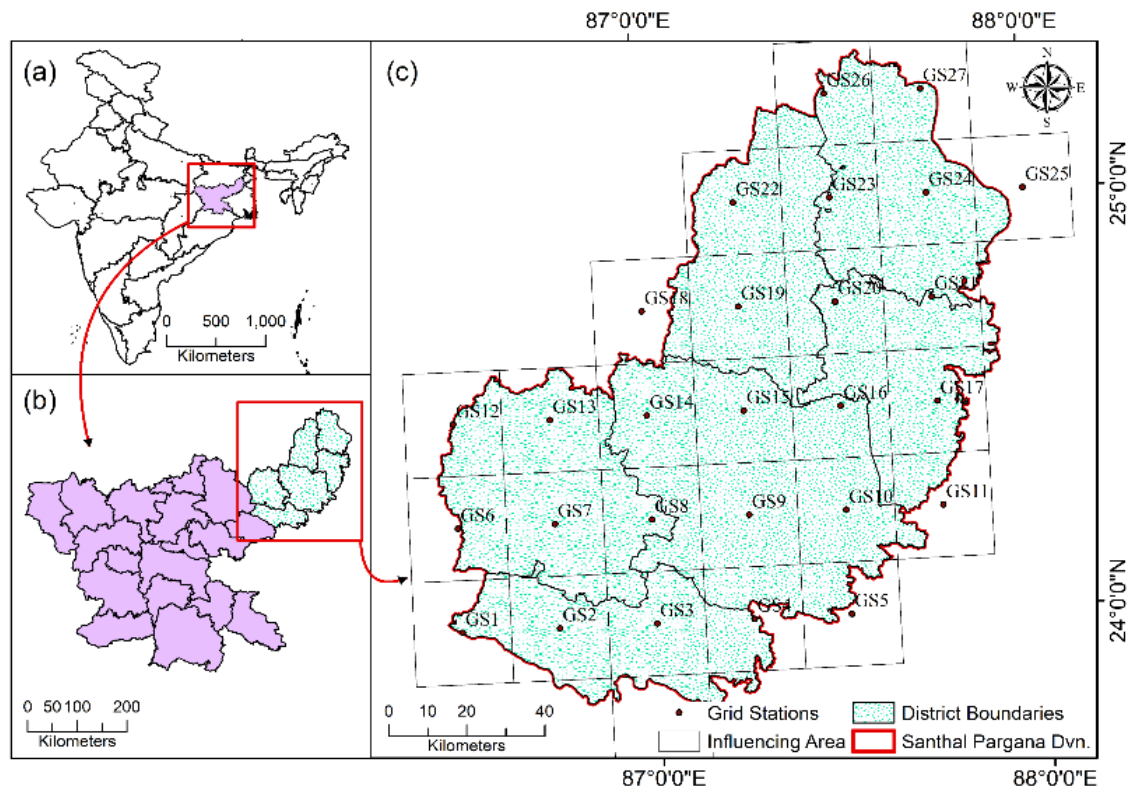 87°0'0"E
88°0'0"E
(a)
0
500
1,000
Kilometers
(b)
0
50
100
200
Kilometers
(c)
N
W
E
S
GS26
GS27
GS25
GS22
GS23
GS24
25°0'0"N
GS18
GS19
GS20
GS21
GS12
GS13
GS14
GS15
GS16
GS17
GS6
GS7
GS8
GS9
GS10
GS11
24°0'0"N
GS1
GS2
GS3
GS4
GS5
0
10
20
40
Kilometers
Grid Stations
District Boundaries
Influencing Area
Santhal Pargana Dvn.
87°0'0"E
88°0'0"E